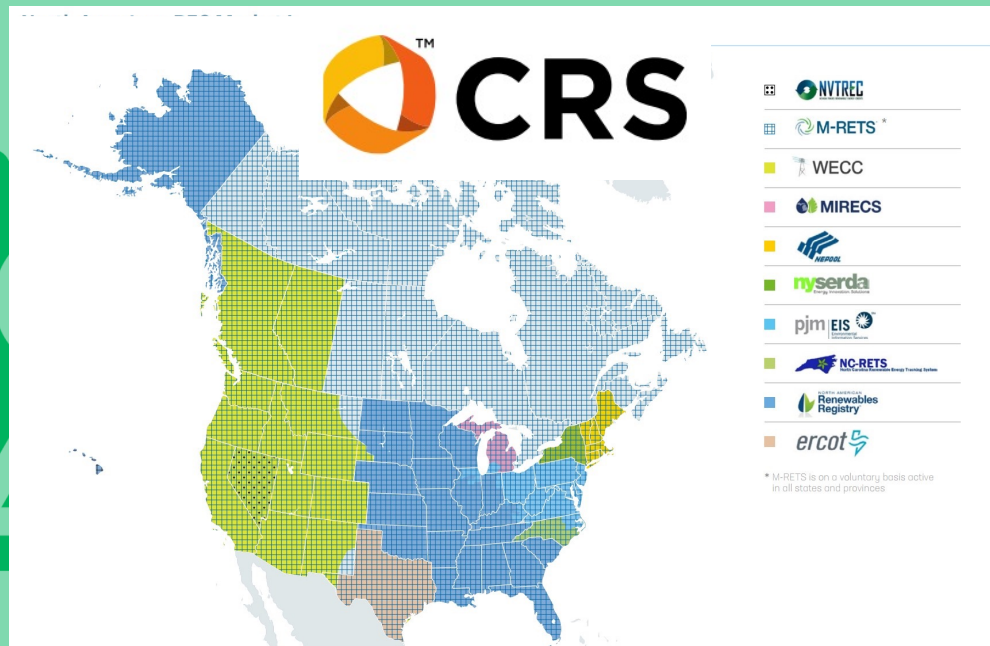 CRS
TM
NVTREC
M-RETS *
WECC
MIRECS
NEPOOL
nyserda
Energy Innovation Solutions
pjm EIS
Environmental
Information Services
NC-RETS
North Carolina Renewable Energy Tracking System
NORTH AMERICAN
Renewables
Registry
ercot
* M-RETS is on a voluntary basis active
in all states and provinces